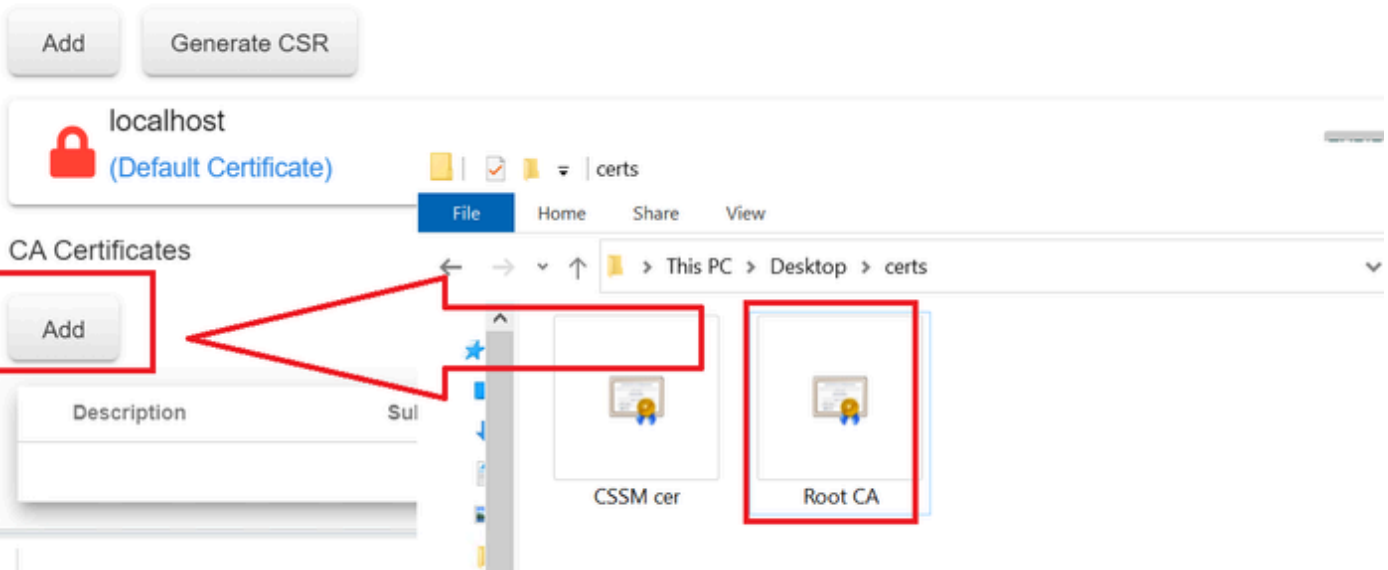 Add
Generate CSR
localhost
(Default Certificate)
certs
File Home Share View
CA Certificates
This PC > Desktop > certs
Add
Description
CSSM cer
Root CA